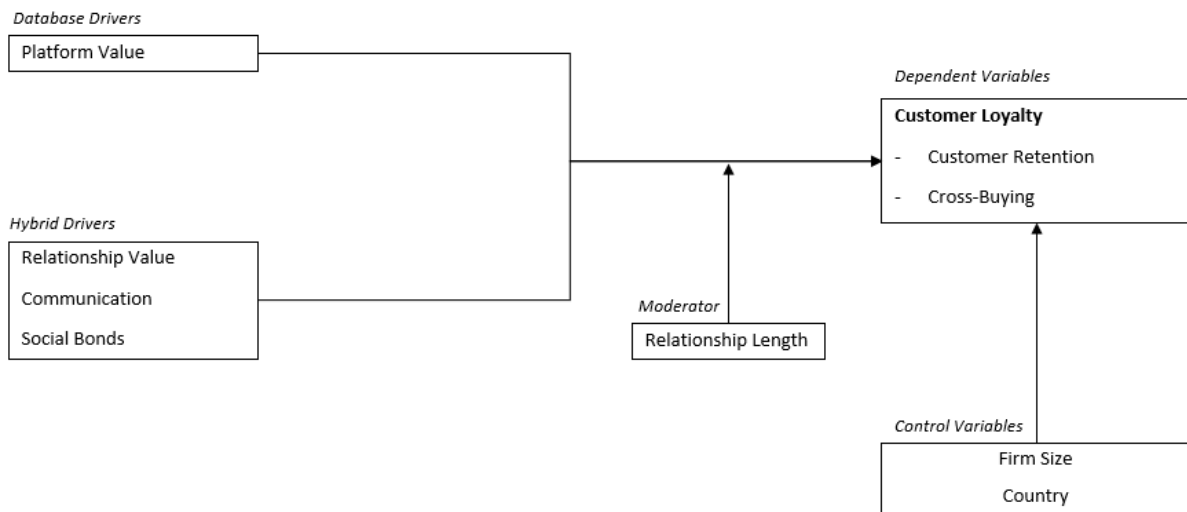 Database Drivers
Platform Value
Dependent Variables
Customer Loyalty
- Customer Retention
- Cross-Buying
Hybrid Drivers
Relationship Value
Communication
Social Bonds
Moderator
Relationship Length
Control Variables
Firm Size
Country